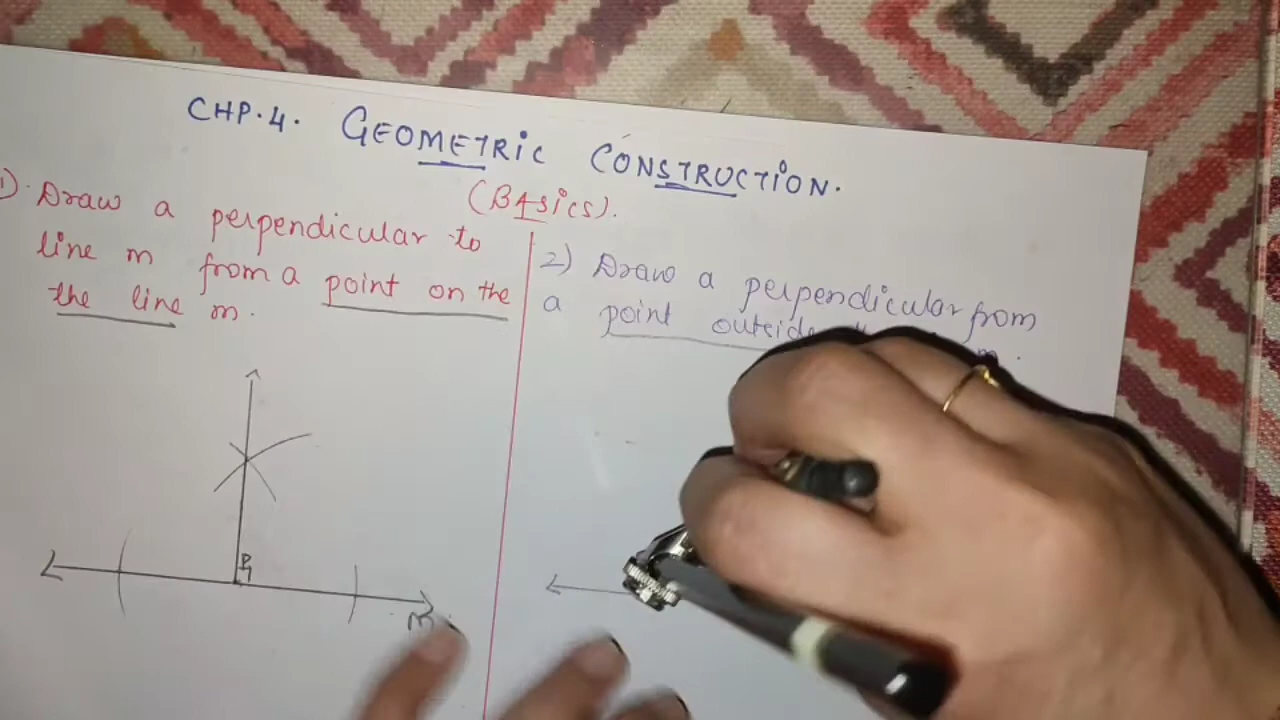 CHP.4. GEOMETRIC CONSTRUCTION.
(BASICS).
1). Draw a perpendicular to
line m from a point on the
the line m.
2) Draw a perpendicular from
a point outside
m.
P
m